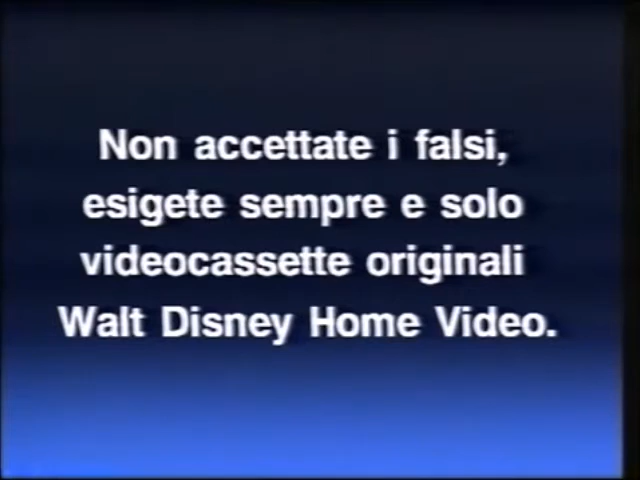 Non accettate i falsi,
esigete sempre e solo
videocassette originali
Walt Disney Home Video.